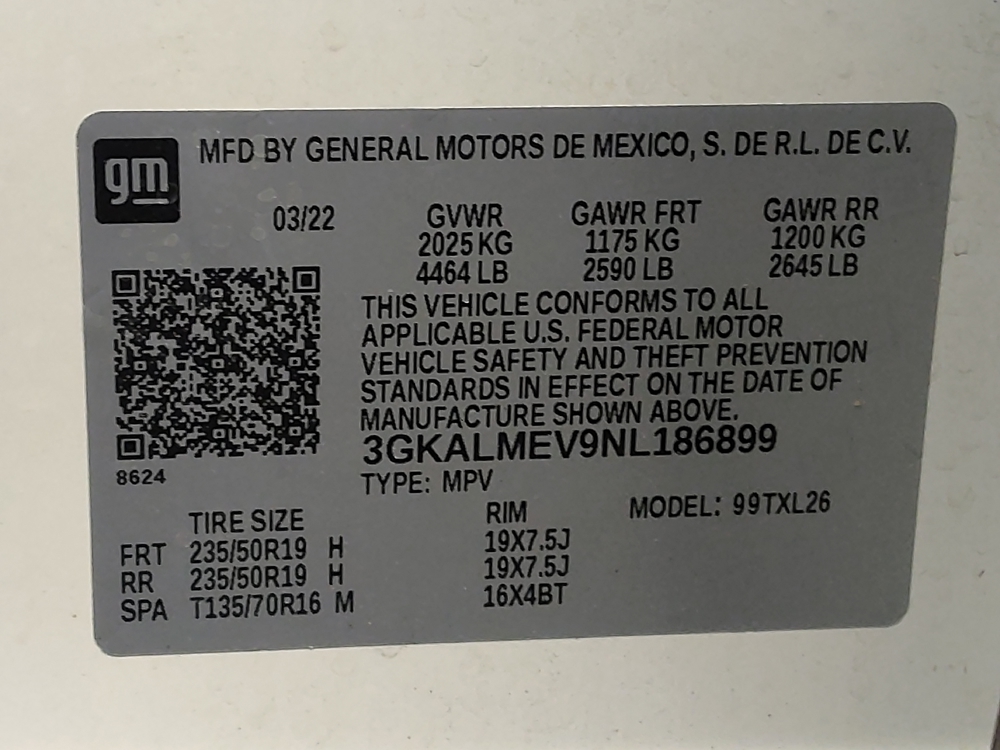 gm
MFD BY GENERAL MOTORS DE MEXICO, S. DE R.L. DE C.V.
03/22 GVWR GAWR FRT GAWR RR
2025 KG 1175 KG 1200 KG
4464 LB 2590 LB 2645 LB
THIS VEHICLE CONFORMS TO ALL
APPLICABLE U.S. FEDERAL MOTOR
VEHICLE SAFETY AND THEFT PREVENTION
STANDARDS IN EFFECT ON THE DATE OF
MANUFACTURE SHOWN ABOVE.
3GKALMEV9NL186899
8624
TYPE: MPV
MODEL: 99TXL26
TIRE SIZE RIM
FRT 235/50R19 H 19X7.5J
RR 235/50R19 H 19X7.5J
SPA T135/70R16 M 16X4BT